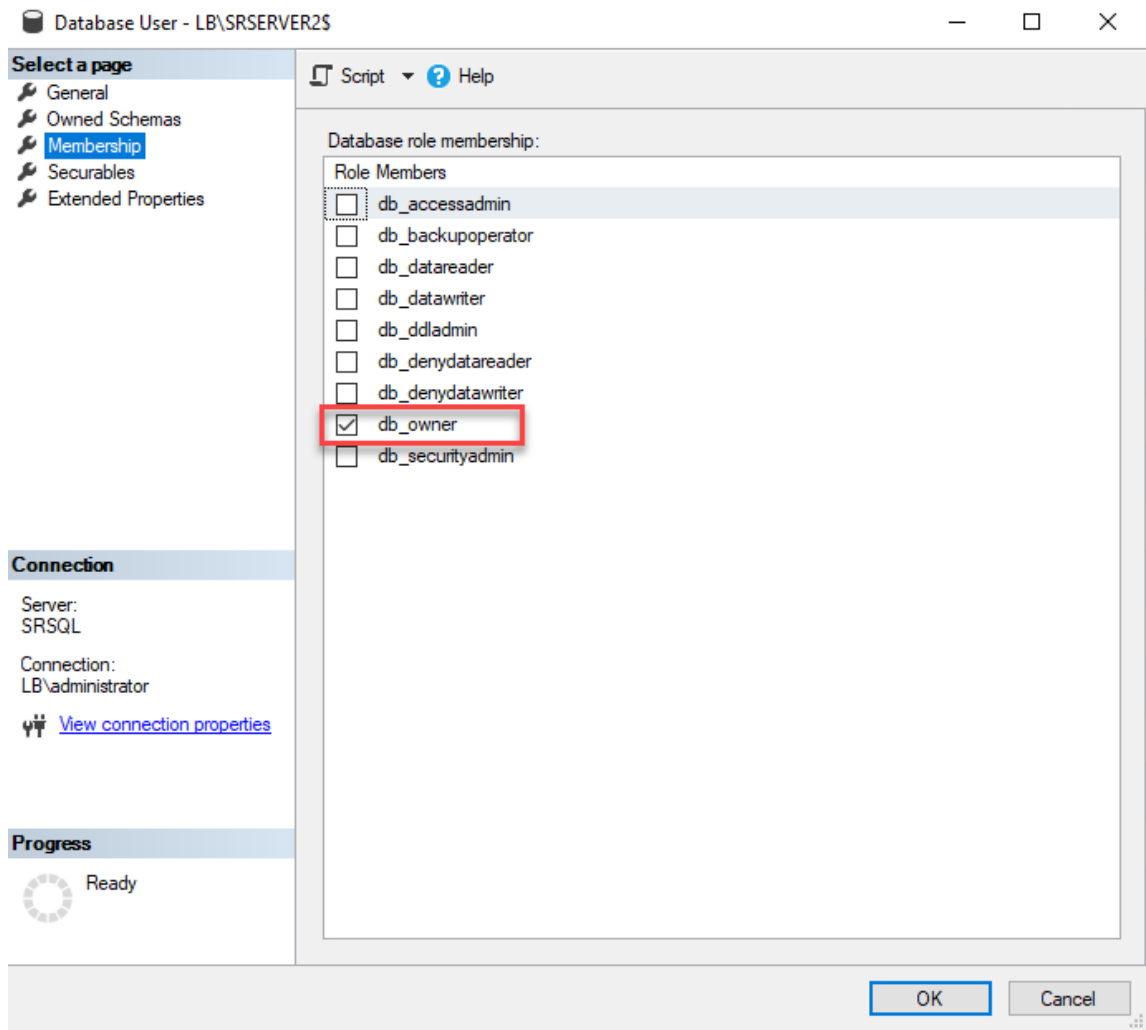 Database User - LB\SRSERVER2$
Select a page
General
Owned Schemas
Membership
Securables
Extended Properties
Script
Help
Database role membership:
Role Members
db_accessadmin
db_backupoperator
db_datareader
db_datawriter
db_ddladmin
db_denydatareader
db_denydatawriter
db_owner
db_securityadmin
Connection
Server:
SRSQL
Connection:
LB\administrator
View connection properties
Progress
Ready
OK
Cancel